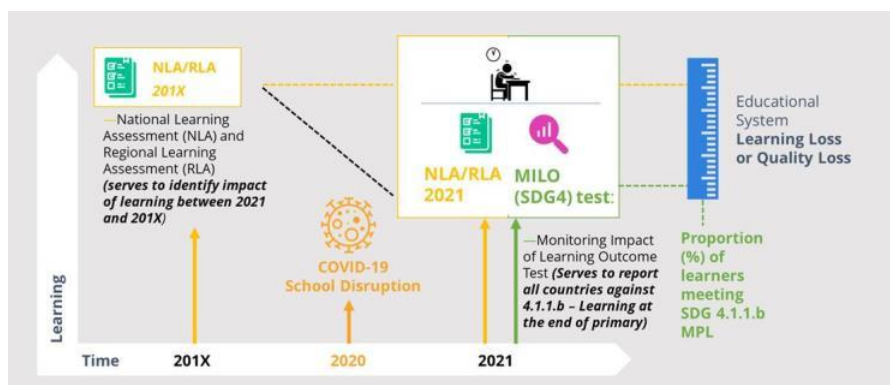 NLA/RLA
201X
—National Learning
Assessment (NLA) and
Regional Learning
Assessment (RLA)
(serves to identify impact
of learning between 2021
and 201X)
COVID-19
School Disruption
NLA/RLA
2021
MILO
(SDG4) test:
—Monitoring Impact
of Learning Outcome
Test (Serves to report
all countries against
4.1.1.b – Learning at
the end of primary)
Educational
System
Learning Loss
or Quality Loss
Proportion
(%) of
learners
meeting
SDG 4.1.1.b
MPL
Learning
Time
201X
2020
2021